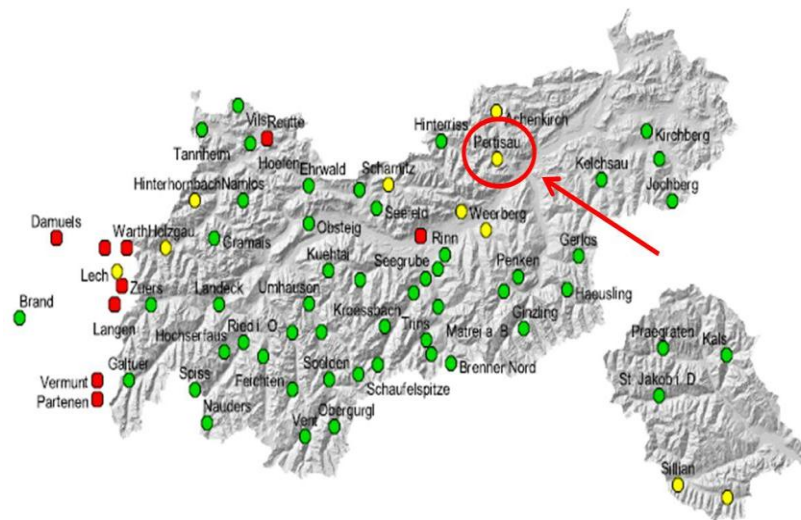 Vils
Reutte
Tannheim
Hoefen
Hinterriss
Achenkirch
Pertisau
Kirchberg
Kelchsau
Jochberg
Ehrwald
Scharnitz
Hinterhornbach
Namlos
Seefeld
Weerberg
Damuels
Warth
Holzgau
Gramais
Obsteig
Rinn
Gerlos
Lech
Kuehtai
Seegrube
Penken
Zuers
Landeck
Umhausen
Haeusling
Brand
Langen
Kroessbach
Ginzling
Hochserfaus
Ried i. O.
Trins
Matrei a. B.
Praegraten
Kals
Galtuer
Soelden
Brenner Nord
Vermunt
Spiss
Feichten
Schaufelspitze
St. Jakob i. D.
Partenen
Nauders
Vent
Obergurgl
Sillian